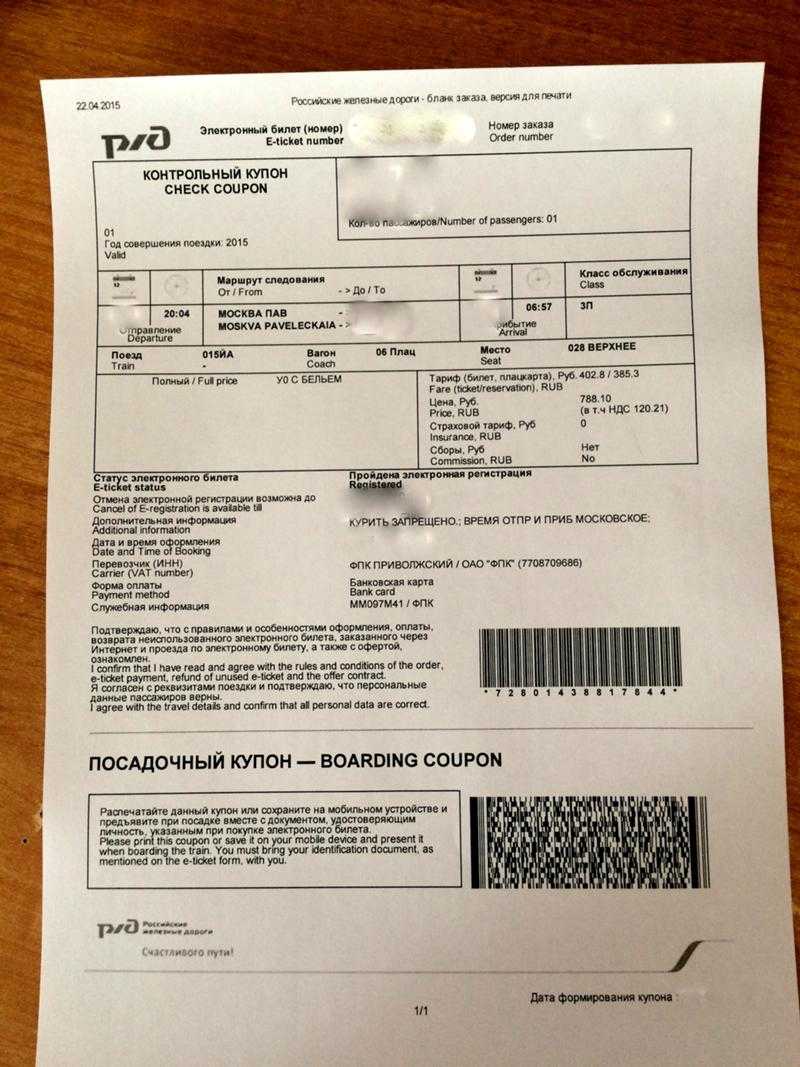 22.04.2015
Российские железные дороги - бланк заказа, версия для печати
РЖД
Электронный билет (номер)
E-ticket number
Номер заказа
Order number
КОНТРОЛЬНЫЙ КУПОН
CHECK COUPON
Кол-во пассажиров/Number of passengers: 01
01
Год совершения поездки: 2015
Valid
Маршрут следования
От / From - > До / To
Класс обслуживания
Class
20:04
МОСКВА ПАВ -
MOSKVA PAVELECKAIA - >
06:57
3П
Отправление
Departure
Прибытие
Arrival
Поезд 015ЙА Вагон 06 Плац Место 028 ВЕРХНЕЕ
Train - Coach Seat
Полный / Full price У0 С БЕЛЬЕМ
Тариф (билет, плацкарта), Руб. 402.8 / 385.3
Fare (ticket/reservation), RUB
Цена, Руб. 788.10
Price, RUB (в т.ч НДС 120.21)
Страховой тариф, Руб 0
Insurance, RUB
Сборы, Руб Нет
Commission, RUB No
Статус электронного билета Пройдена электронная регистрация
E-ticket status Registered
Отмена электронной регистрации возможна до
Cancel of E-registration is available till
Дополнительная информация КУРИТЬ ЗАПРЕЩЕНО.; ВРЕМЯ ОТПР И ПРИБ МОСКОВСКОЕ;
Additional information
Дата и время оформления
Date and Time of Booking
Перевозчик (ИНН) ФПК ПРИВОЛЖСКИЙ / ОАО "ФПК" (7708709686)
Carrier (VAT number)
Форма оплаты Банковская карта
Payment method Bank card
Служебная информация ММ097М41 / ФПК
Подтверждаю, что с правилами и особенностями оформления, оплаты,
возврата неиспользованного электронного билета, заказанного через
Интернет и проезда по электронному билету, а также с офертой,
ознакомлен.
I confirm that I have read and agree with the rules and conditions of the order,
e-ticket payment, refund of unused e-ticket and the offer contract.
Я согласен с реквизитами поездки и подтверждаю, что персональные
данные пассажиров верны.
I agree with the travel details and confirm that all personal data are correct.
*72801438817844*
ПОСАДОЧНЫЙ КУПОН — BOARDING COUPON
Распечатайте данный купон или сохраните на мобильном устройстве и
предъявите при посадке вместе с документом, удостоверяющим
личность, указанным при покупке электронного билета.
Please print this coupon or save it on your mobile device and present it
when boarding the train. You must bring your identification document, as
mentioned on the e-ticket form, with you.
РЖД Российские
железные дороги
Счастливого пути!
Дата формирования купона :
1/1